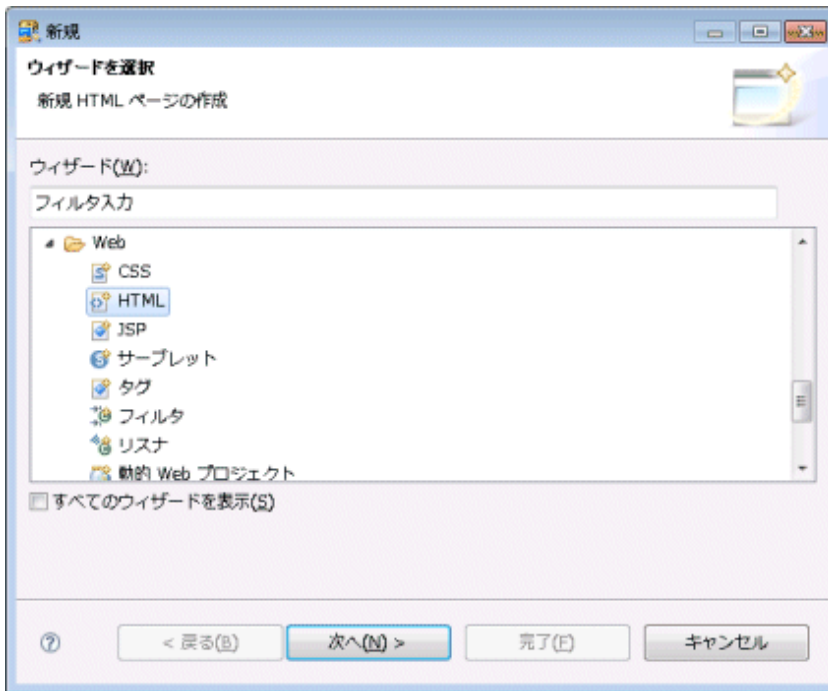 新規
ウィザードを選択
新規 HTML ページの作成
ウィザード(W):
フィルタ入力
Web
CSS
HTML
JSP
サーブレット
タグ
フィルタ
リスナ
動的 Web プロジェクト
すべてのウィザードを表示(S)
< 戻る(B) 次へ(N) > 完了(F) キャンセル